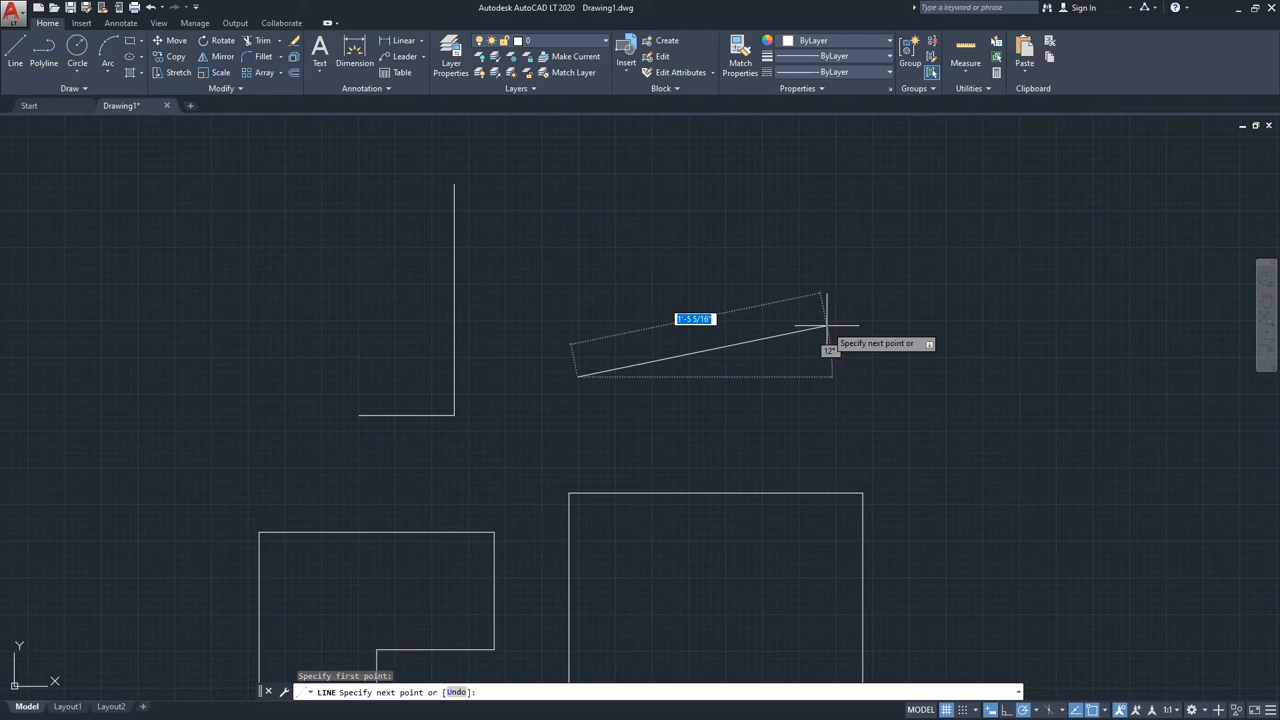 Autodesk AutoCAD LT 2020 Drawing1.dwg
Type a keyword or phrase
Sign In
LT
Home Insert Annotate View Manage Output Collaborate
Line Polyline Circle Arc
Move Rotate Trim
Copy Mirror Fillet
Stretch Scale Array
Text Dimension
Linear
Leader
Table
Layer
Properties
0
Make Current
Match Layer
Insert
Create
Edit
Edit Attributes
Match
Properties
ByLayer
ByLayer
ByLayer
Group
Measure
Paste
Draw Modify Annotation Layers Block Properties Groups Utilities Clipboard
Start Drawing1*
1'-5 5/16"
Specify next point or
12°
Y
X
Specify first point:
LINE Specify next point or [Undo]:
Model Layout1 Layout2
MODEL
1:1